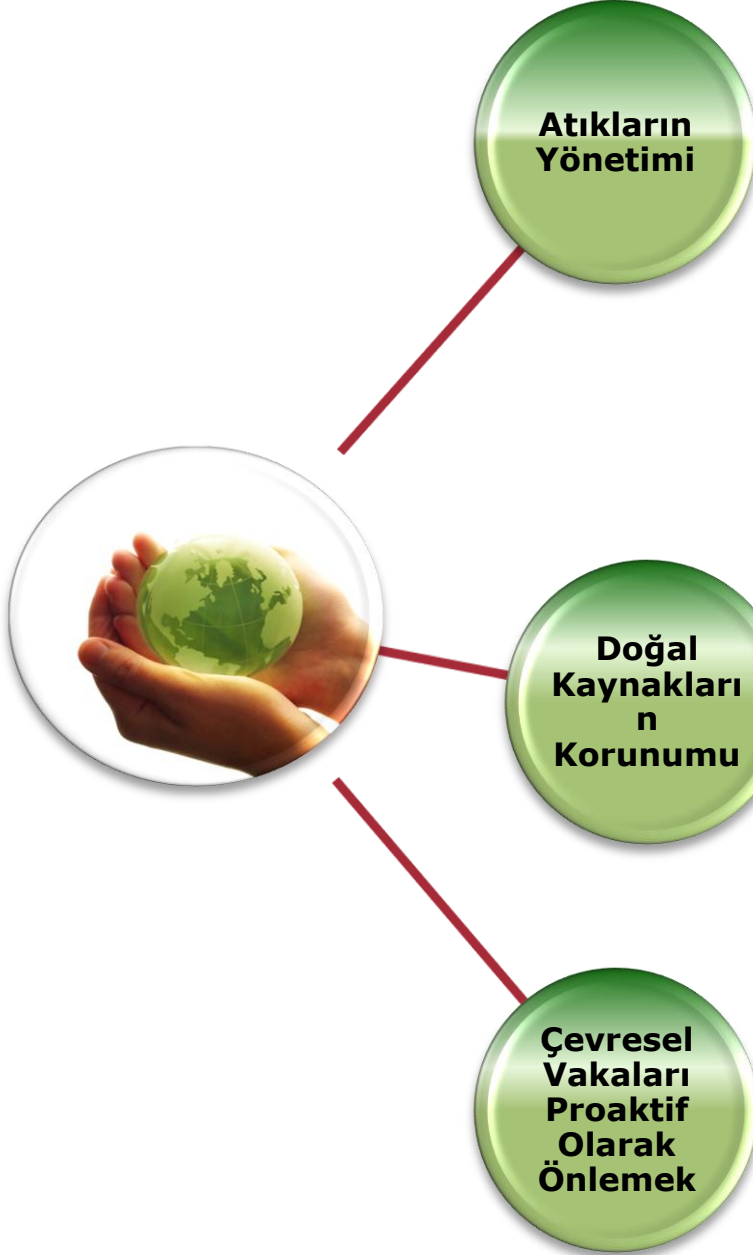 Atıkların
Yönetimi
Doğal
Kaynakları
n
Korunumu
Çevresel
Vakaları
Proaktif
Olarak
Önlemek